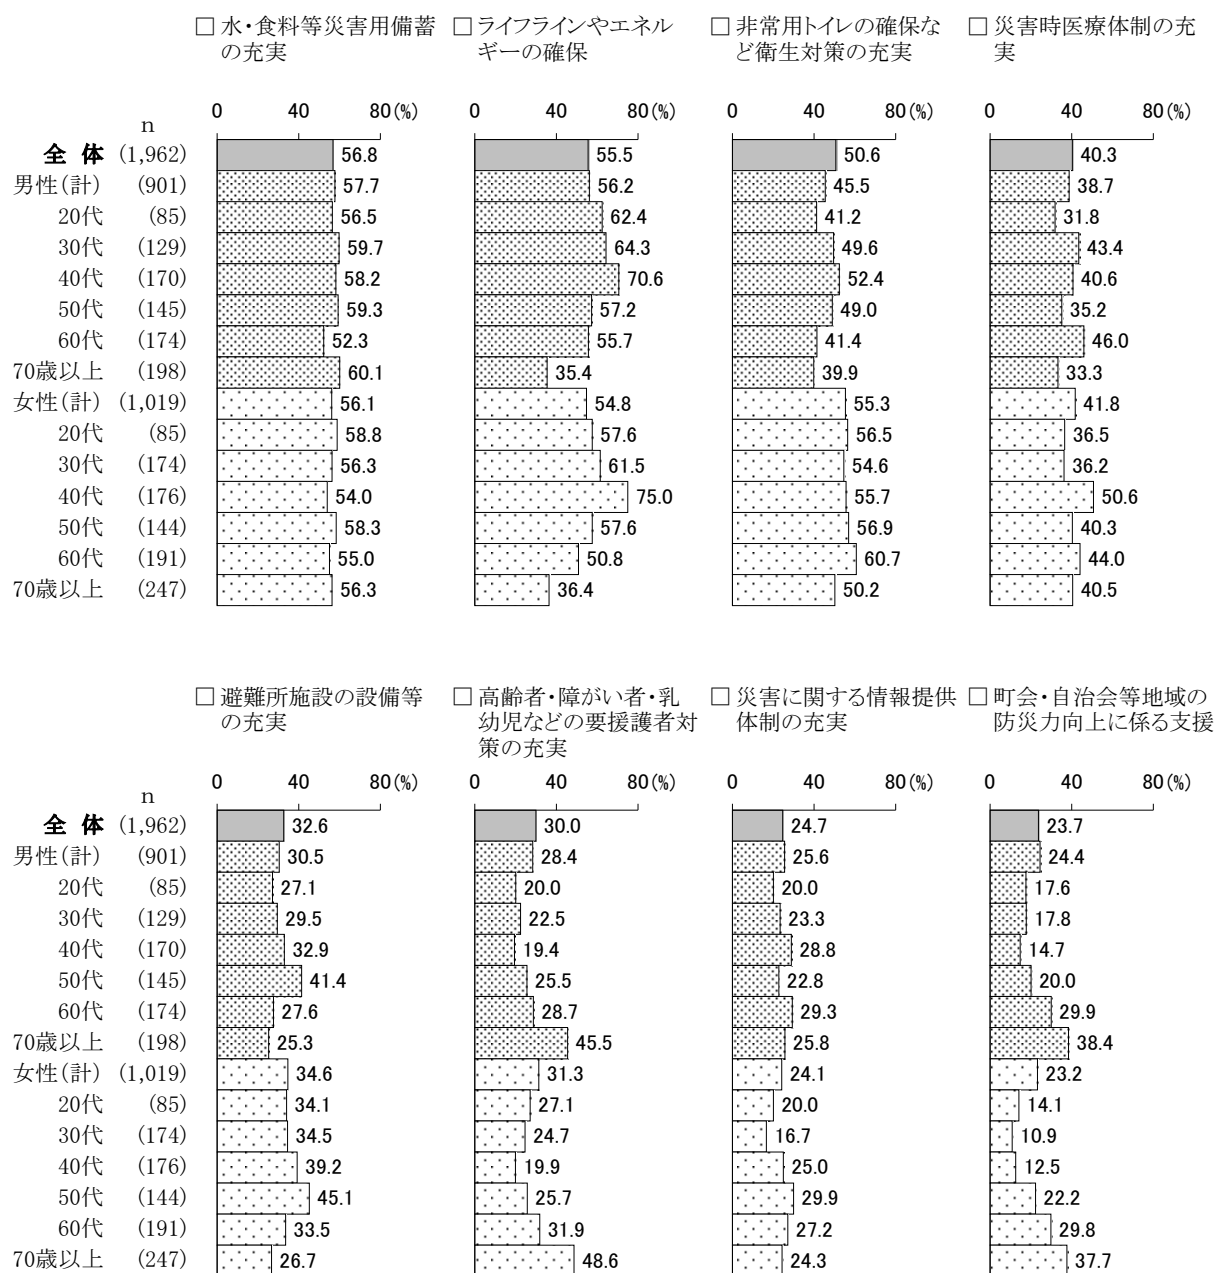 □ 水・食料等災害用備蓄の充実
□ ライフラインやエネルギーの確保
□ 非常用トイレの確保など衛生対策の充実
□ 災害時医療体制の充実
0 40 80(%) 0 40 80(%) 0 40 80(%) 0 40 80(%)
n
全 体 (1,962) 56.8 55.5 50.6 40.3
男性(計) (901) 57.7 56.2 45.5 38.7
20代 (85) 56.5 62.4 41.2 31.8
30代 (129) 59.7 64.3 49.6 43.4
40代 (170) 58.2 70.6 52.4 40.6
50代 (145) 59.3 57.2 49.0 35.2
60代 (174) 52.3 55.7 41.4 46.0
70歳以上 (198) 60.1 35.4 39.9 33.3
女性(計) (1,019) 56.1 54.8 55.3 41.8
20代 (85) 58.8 57.6 56.5 36.5
30代 (174) 56.3 61.5 54.6 36.2
40代 (176) 54.0 75.0 55.7 50.6
50代 (144) 58.3 57.6 56.9 40.3
60代 (191) 55.0 50.8 60.7 44.0
70歳以上 (247) 56.3 36.4 50.2 40.5
□ 避難所施設の設備等の充実
□ 高齢者・障がい者・乳幼児などの要援護者対策の充実
□ 災害に関する情報提供体制の充実
□ 町会・自治会等地域の防災力向上に係る支援
0 40 80(%) 0 40 80(%) 0 40 80(%) 0 40 80(%)
n
全 体 (1,962) 32.6 30.0 24.7 23.7
男性(計) (901) 30.5 28.4 25.6 24.4
20代 (85) 27.1 20.0 20.0 17.6
30代 (129) 29.5 22.5 23.3 17.8
40代 (170) 32.9 19.4 28.8 14.7
50代 (145) 41.4 25.5 22.8 20.0
60代 (174) 27.6 28.7 29.3 29.9
70歳以上 (198) 25.3 45.5 25.8 38.4
女性(計) (1,019) 34.6 31.3 24.1 23.2
20代 (85) 34.1 27.1 20.0 14.1
30代 (174) 34.5 24.7 16.7 10.9
40代 (176) 39.2 19.9 25.0 12.5
50代 (144) 45.1 25.7 29.9 22.2
60代 (191) 33.5 31.9 27.2 29.8
70歳以上 (247) 26.7 48.6 24.3 37.7